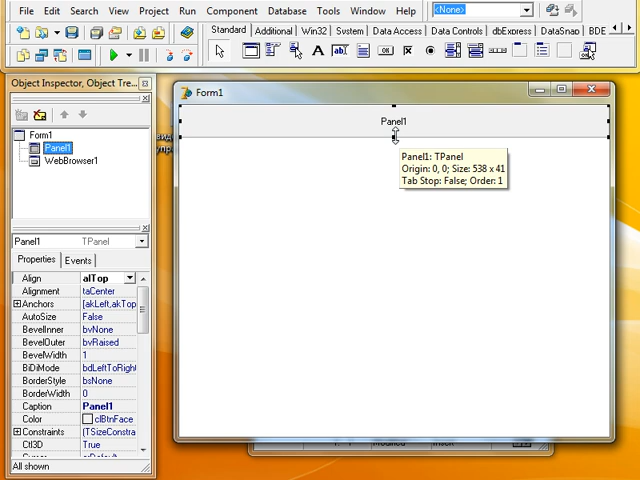 File Edit Search View Project Run Component Database Tools Window Help <None>
Standard Additional Win32 System Data Access Data Controls dbExpress DataSnap BDE
A ab OK
Object Inspector, Object Tre...
Form1
Panel1
WebBrowser1
Panel1 TPanel
Properties Events
Align alTop
Alignment taCenter
Anchors [akLeft,akTop
AutoSize False
BevelInner bvNone
BevelOuter bvRaised
BevelWidth 1
BiDiMode bdLeftToRight
BorderStyle bsNone
BorderWidth 0
Caption Panel1
Color clBtnFace
Constraints (TSizeConstra
Ctl3D True
All shown
Form1
Panel1
Panel1: TPanel
Origin: 0, 0; Size: 538 x 41
Tab Stop: False; Order: 1